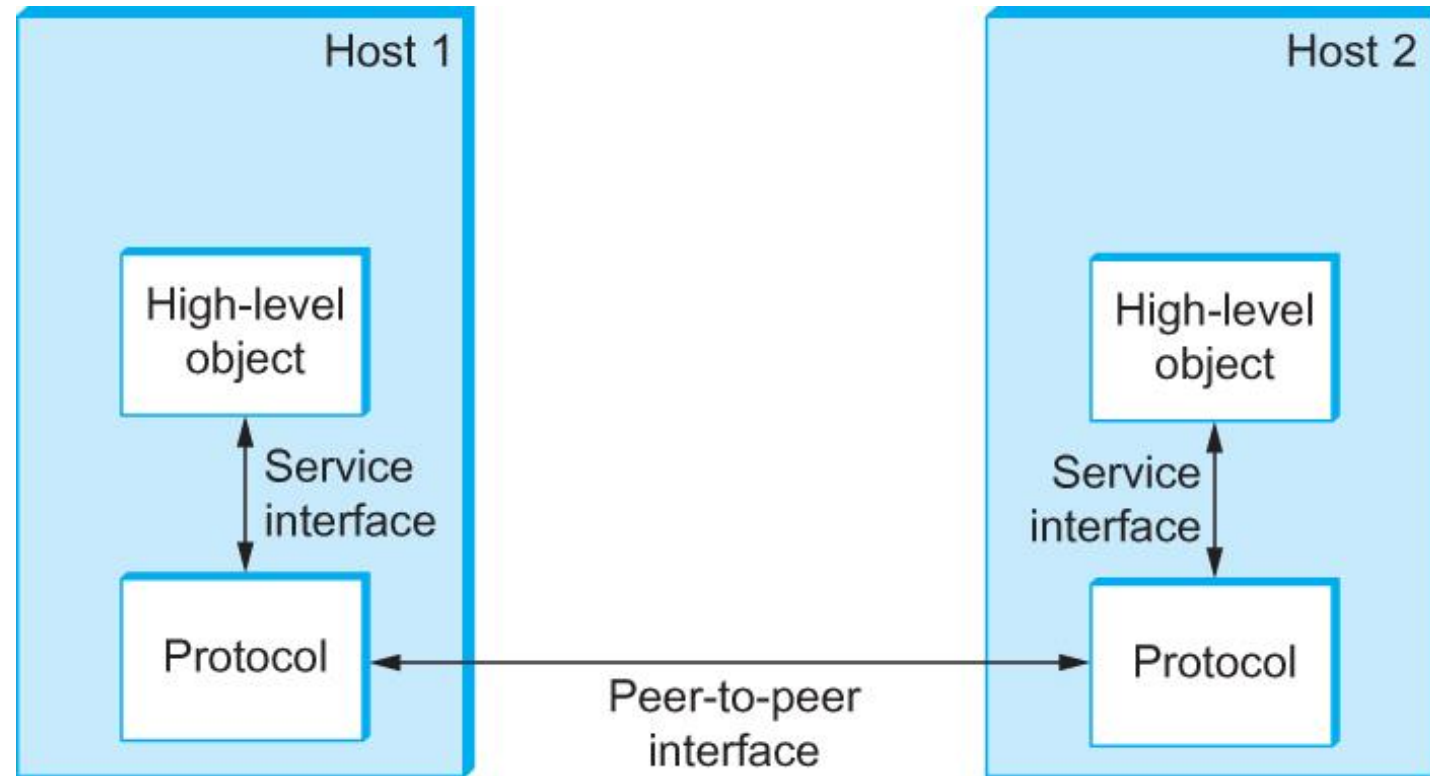 Host 1
High-level
object
Service
interface
Protocol
Peer-to-peer
interface
Host 2
High-level
object
Service
interface
Protocol